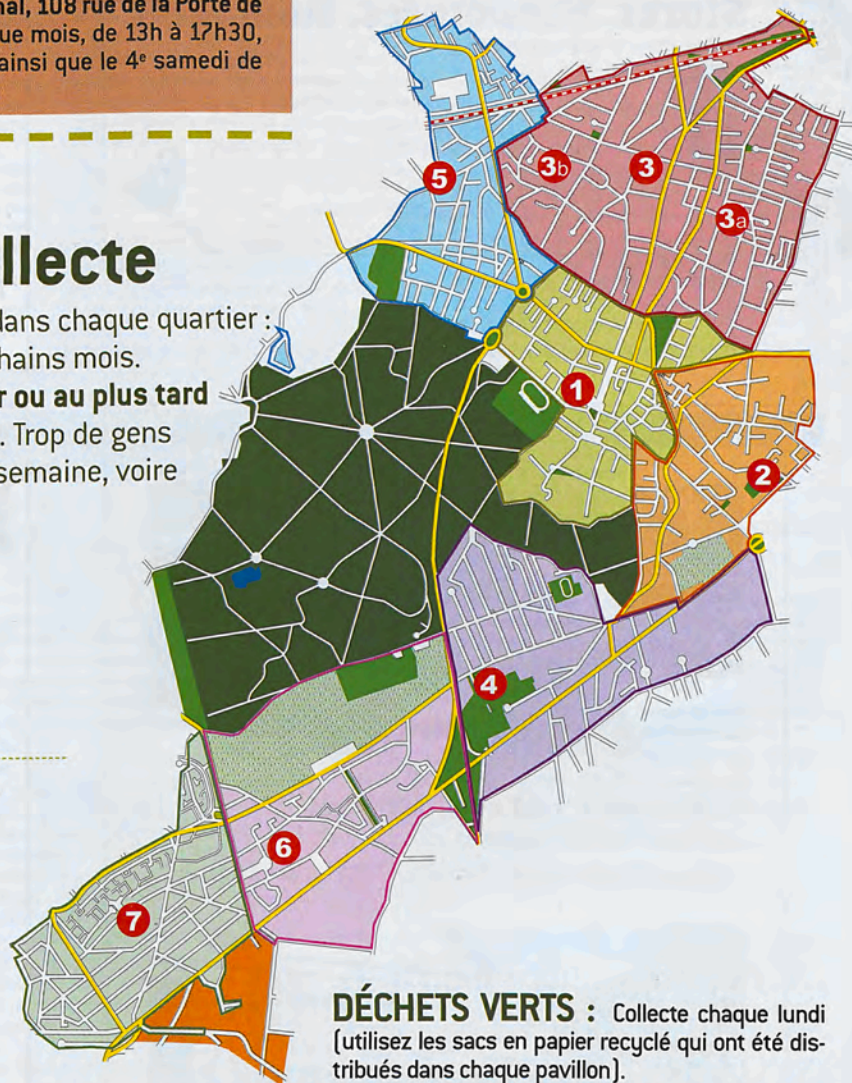 nal, 108 rue de la Porte de
que mois, de 13h à 17h30,
ainsi que le 4e samedi de
llecte
dans chaque quartier :
hains mois.
r ou au plus tard
. Trop de gens
semaine, voire
5
3b
3
3a
1
2
4
6
7
DÉCHETS VERTS : Collecte chaque lundi
(utilisez les sacs en papier recyclé qui ont été dis-
tribués dans chaque pavillon).